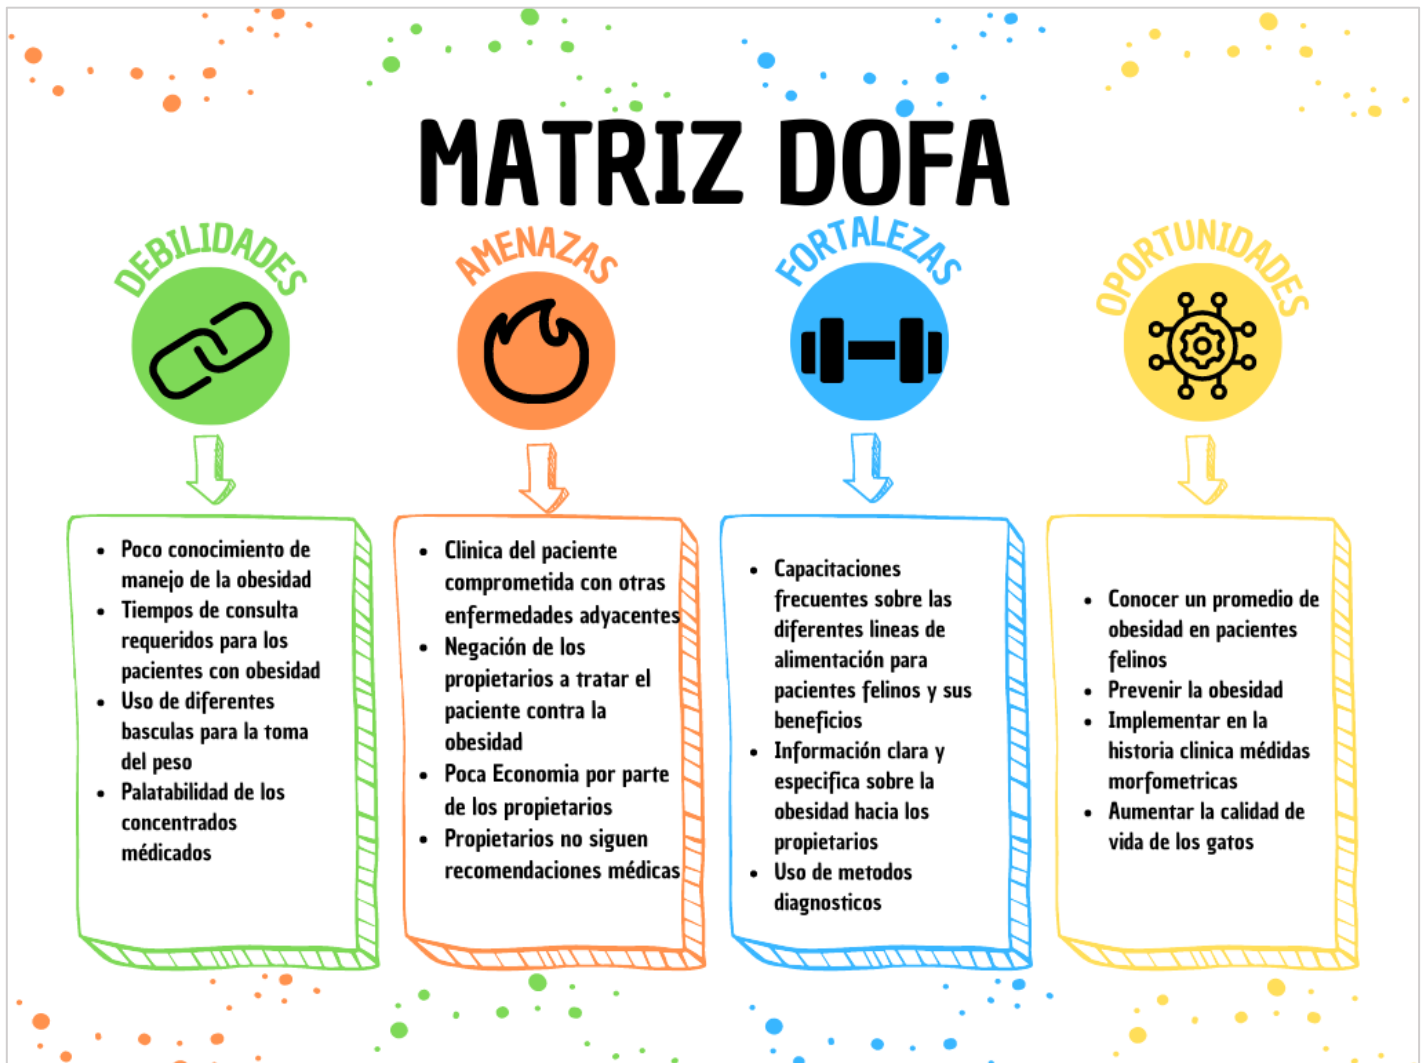 MATRIZ DOFA
DEBILIDADES
• Poco conocimiento de
manejo de la obesidad
• Tiempos de consulta
requeridos para los
pacientes con obesidad
• Uso de diferentes
basculas para la toma
del peso
• Palatabilidad de los
concentrados
médicados
AMENAZAS
• Clinica del paciente
comprometida con otras
enfermedades adyacentes
• Negación de los
propietarios a tratar el
paciente contra la
obesidad
• Poca Economia por parte
de los propietarios
• Propietarios no siguen
recomendaciones médicas
FORTALEZAS
• Capacitaciones
frecuentes sobre las
diferentes lineas de
alimentación para
pacientes felinos y sus
beneficios
• Información clara y
especifica sobre la
obesidad hacia los
propietarios
• Uso de metodos
diagnosticos
OPORTUNIDADES
• Conocer un promedio de
obesidad en pacientes
felinos
• Prevenir la obesidad
• Implementar en la
historia clinica médidas
morfometricas
• Aumentar la calidad de
vida de los gatos